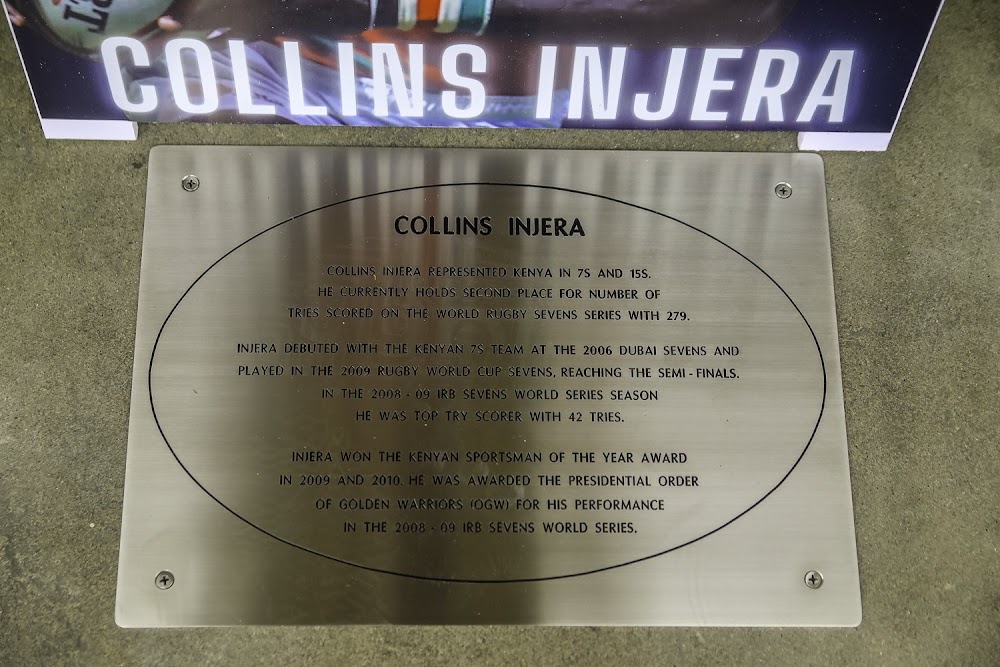 COLLINS INJERA
COLLINS INJERA
COLLINS INJERA REPRESENTED KENYA IN 7S AND 15S.
HE CURRENTLY HOLDS SECOND PLACE FOR NUMBER OF
TRIES SCORED ON THE WORLD RUGBY SEVENS SERIES WITH 279.
INJERA DEBUTED WITH THE KENYAN 7S TEAM AT THE 2006 DUBAI SEVENS AND
PLAYED IN THE 2009 RUGBY WORLD CUP SEVENS, REACHING THE SEMI-FINALS.
IN THE 2008-09 IRB SEVENS WORLD SERIES SEASON
HE WAS TOP TRY SCORER WITH 42 TRIES.
INJERA WON THE KENYAN SPORTSMAN OF THE YEAR AWARD
IN 2009 AND 2010. HE WAS AWARDED THE PRESIDENTIAL ORDER
OF GOLDEN WARRIORS (OGW) FOR HIS PERFORMANCE
IN THE 2008-09 IRB SEVENS WORLD SERIES.